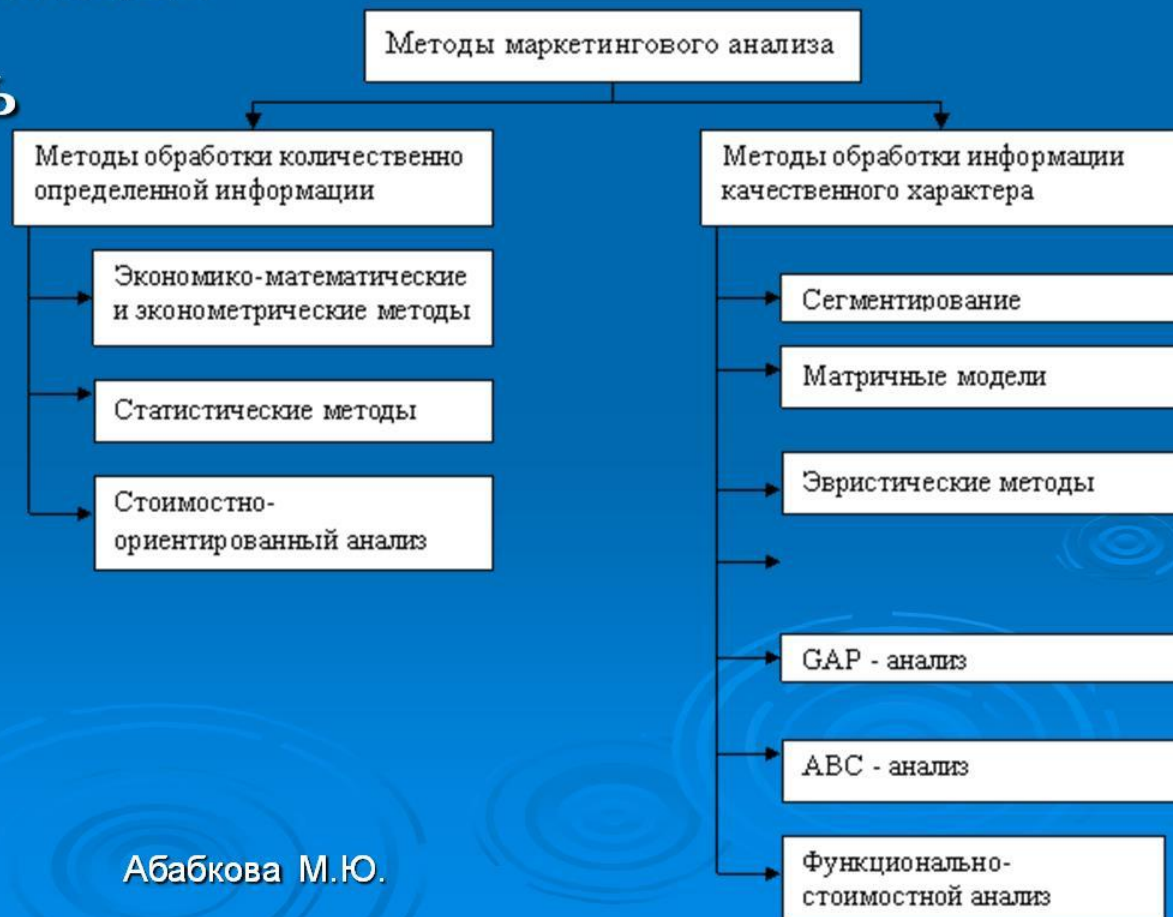 ь
Методы маркетингового анализа
Методы обработки количественно
определенной информации
Экономико-математические
и эконометрические методы
Статистические методы
Стоимостно-
ориентированный анализ
Методы обработки информации
качественного характера
Сегментирование
Матричные модели
Эвристические методы
GAP - анализ
ABC - анализ
Функционально-
стоимостной анализ
Абабкова М.Ю.